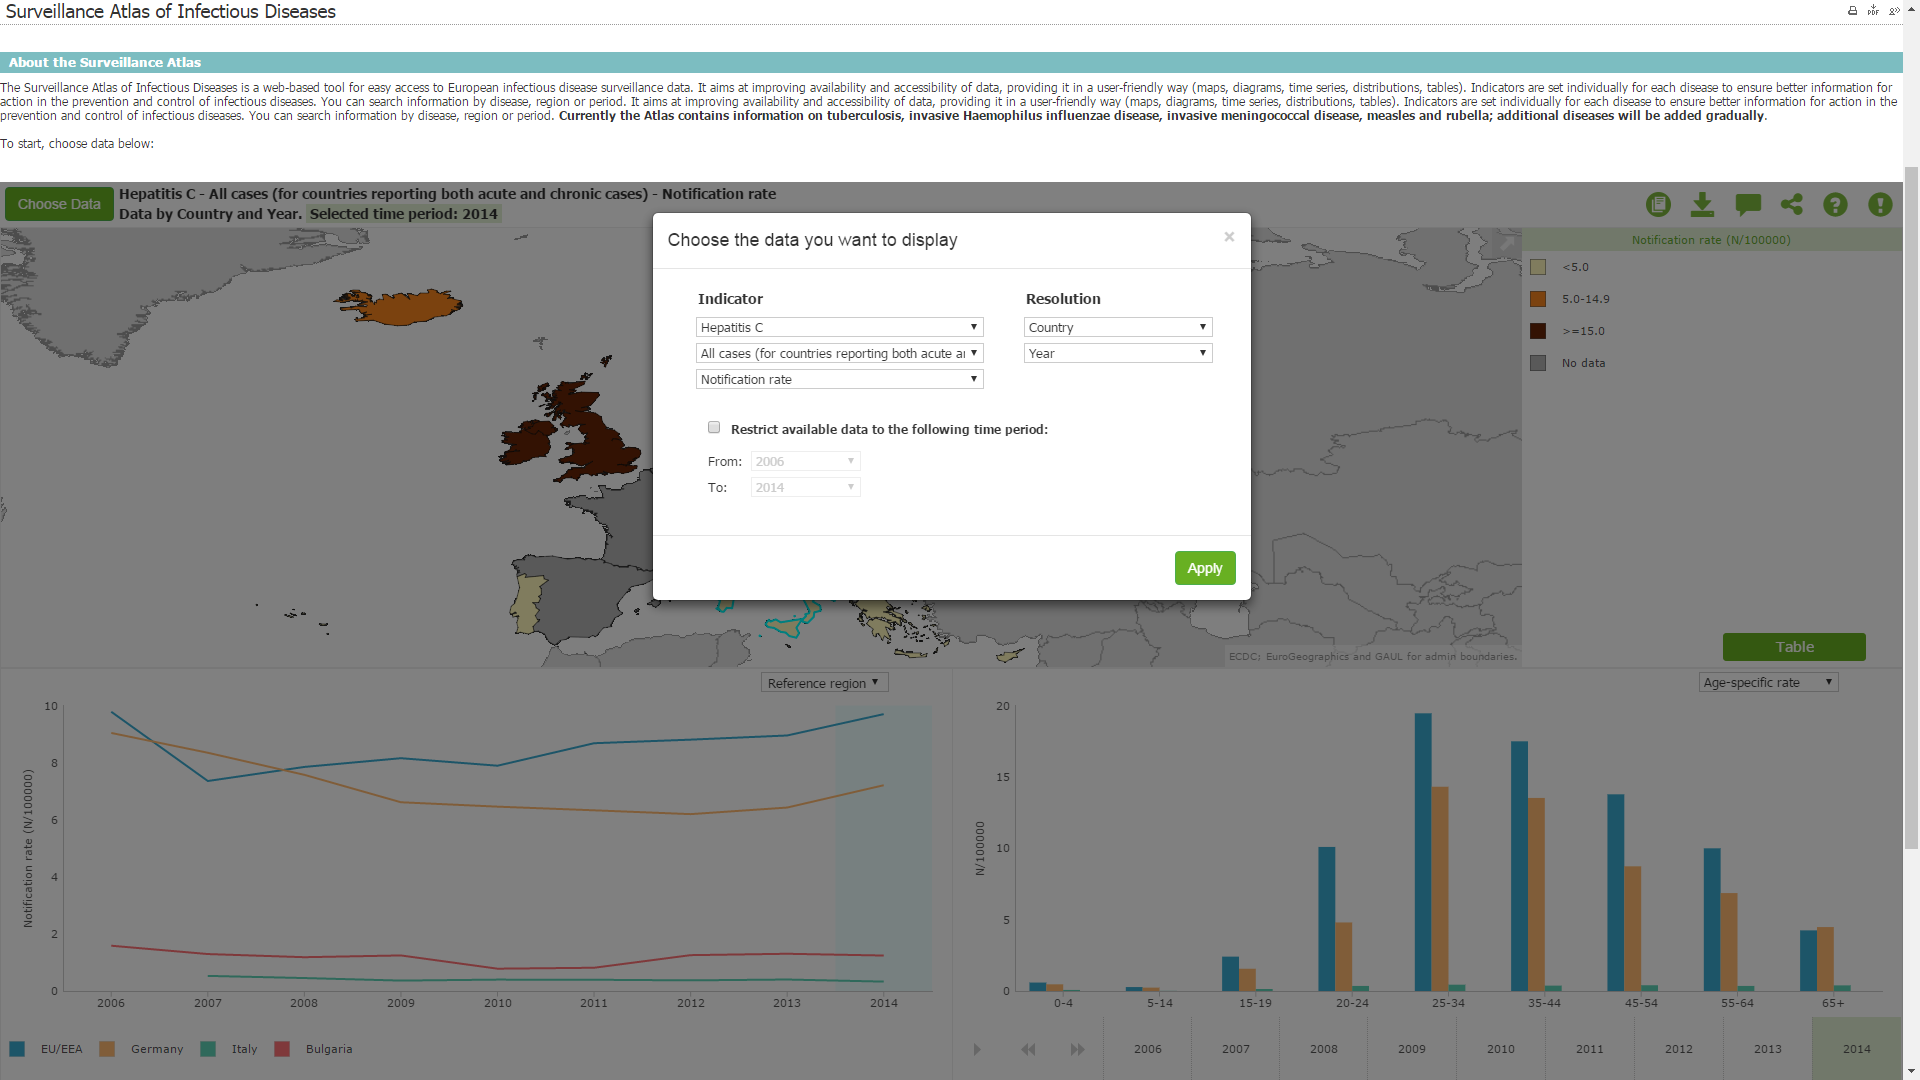 Surveillance Atlas of Infectious Diseases
PDF
About the Surveillance Atlas
The Surveillance Atlas of Infectious Diseases is a web-based tool for easy access to European infectious disease surveillance data. It aims at improving availability and accessibility of data, providing it in a user-friendly way (maps, diagrams, time series, distributions, tables). Indicators are set individually for each disease to ensure better information for
action in the prevention and control of infectious diseases. You can search information by disease, region or period. It aims at improving availability and accessibility of data, providing it in a user-friendly way (maps, diagrams, time series, distributions, tables). Indicators are set individually for each disease to ensure better information for action in the
prevention and control of infectious diseases. You can search information by disease, region or period. Currently the Atlas contains information on tuberculosis, invasive Haemophilus influenzae disease, invasive meningococcal disease, measles and rubella; additional diseases will be added gradually.
To start, choose data below:
Choose Data
Hepatitis C - All cases (for countries reporting both acute and chronic cases) - Notification rate
Data by Country and Year. Selected time period: 2014
Choose the data you want to display
×
Indicator
Resolution
Hepatitis C
Country
All cases (for countries reporting both acute ar
Year
Notification rate
Restrict available data to the following time period:
From: 2006
To: 2014
Apply
Notification rate (N/100000)
<5.0
5.0-14.9
>=15.0
No data
ECDC: EuroGeographics and GAUL for admin boundaries.
Table
Reference region
Notification rate (N/100000)
10
8
6
4
2
0
2006 2007 2008 2009 2010 2011 2012 2013 2014
EU/EEA Germany Italy Bulgaria
Age-specific rate
N/100000
20
15
10
5
0
0-4 5-14 15-19 20-24 25-34 35-44 45-54 55-64 65+
2006 2007 2008 2009 2010 2011 2012 2013 2014